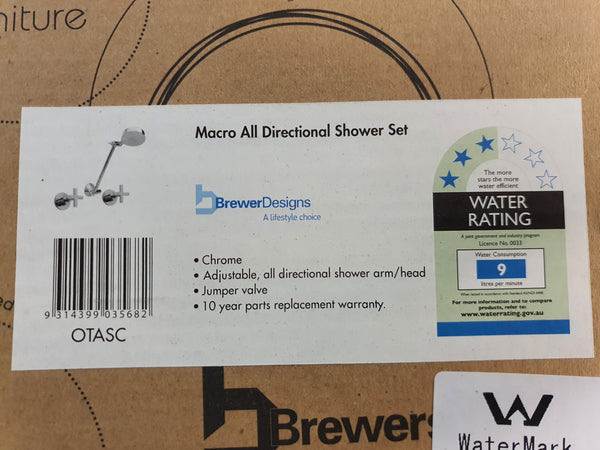 niture
Macro All Directional Shower Set
BrewerDesigns
A lifestyle choice
• Chrome
• Adjustable, all directional shower arm/head
• Jumper valve
• 10 year parts replacement warranty.
9 314399 035682
OTASC
The more
stars the more
water efficient
WATER
RATING
A joint government and industry program
Licence No. 0033
Water Consumption
9
litres per minute
For more information and to compare
products, refer to:
www.waterrating.gov.au
Brewers
WaterMark